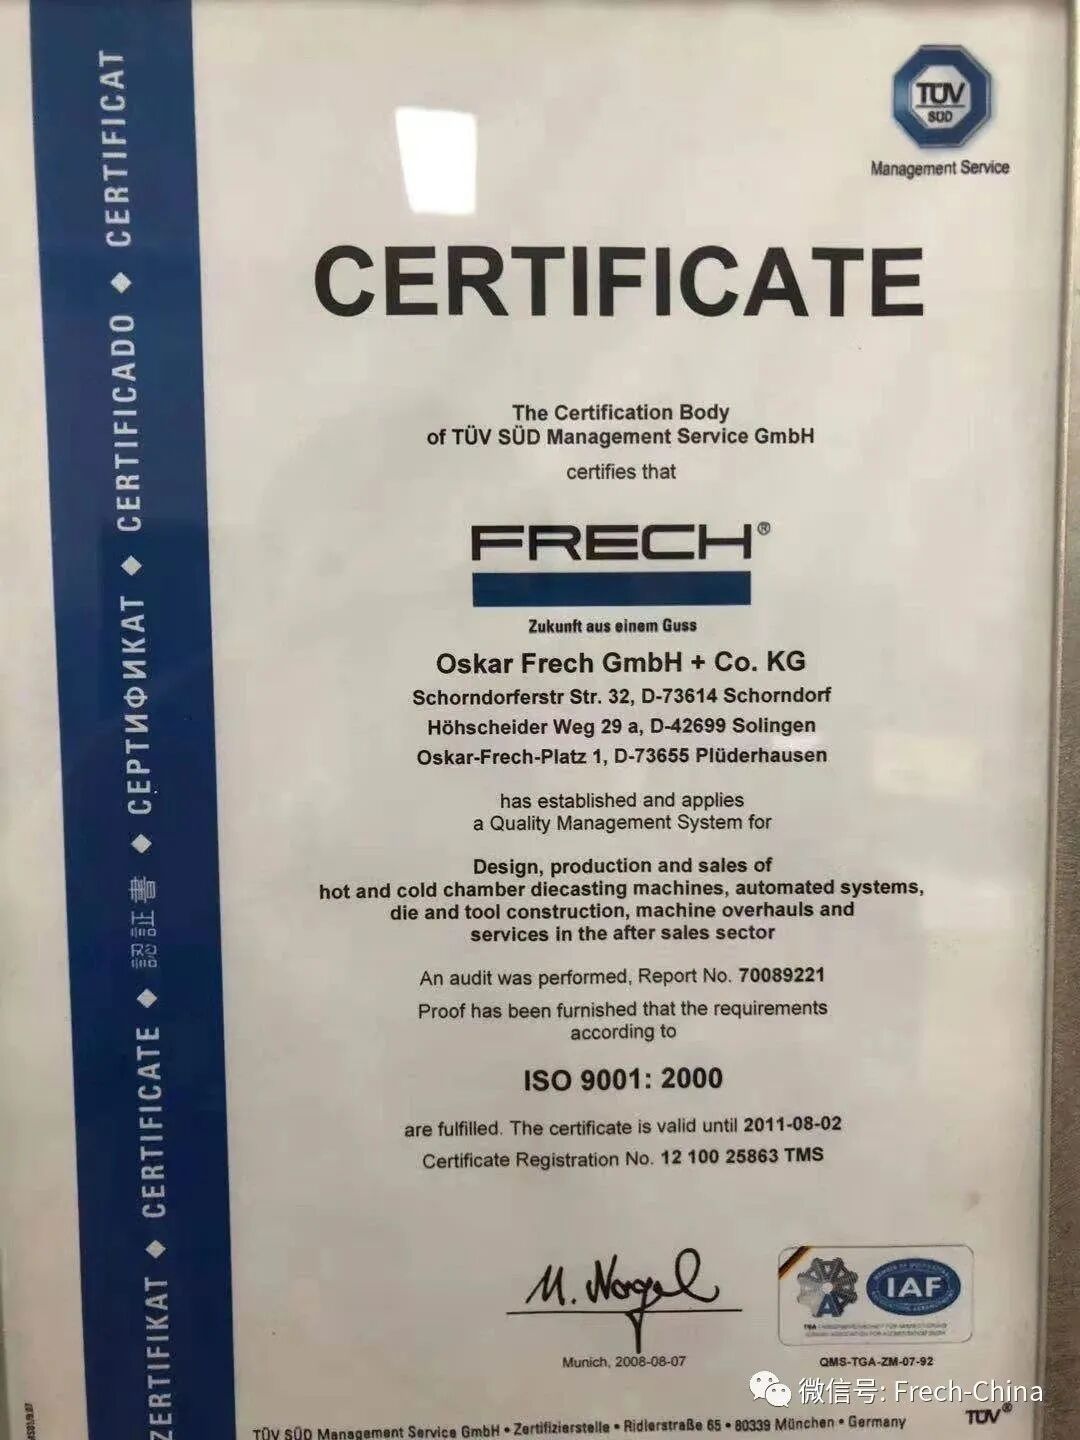 ZERTIFIKAT ◆ CERTIFICATE ◆ 認証書 ◆ СЕРТИФИКАТ ◆ CERTIFICADO ◆ CERTIFICAT
TÜV
SÜD
Management Service
CERTIFICATE
The Certification Body
of TÜV SÜD Management Service GmbH
certifies that
FRECH®
Zukunft aus einem Guss
Oskar Frech GmbH + Co. KG
Schorndorferstr Str. 32, D-73614 Schorndorf
Höhscheider Weg 29 a, D-42699 Solingen
Oskar-Frech-Platz 1, D-73655 Plüderhausen
has established and applies
a Quality Management System for
Design, production and sales of
hot and cold chamber diecasting machines, automated systems,
die and tool construction, machine overhauls and
services in the after sales sector
An audit was performed, Report No. 70089221
Proof has been furnished that the requirements
according to
ISO 9001: 2000
are fulfilled. The certificate is valid until 2011-08-02
Certificate Registration No. 12 100 25863 TMS
M. Nagel
Munich, 2008-08-07
IAF
QMS-TGA-ZM-07-92
微信号: Frech-China
TÜV®
TÜV SÜD Management Service GmbH • Zertifizierstelle • Ridlerstraße 65 • 80339 München • Germany